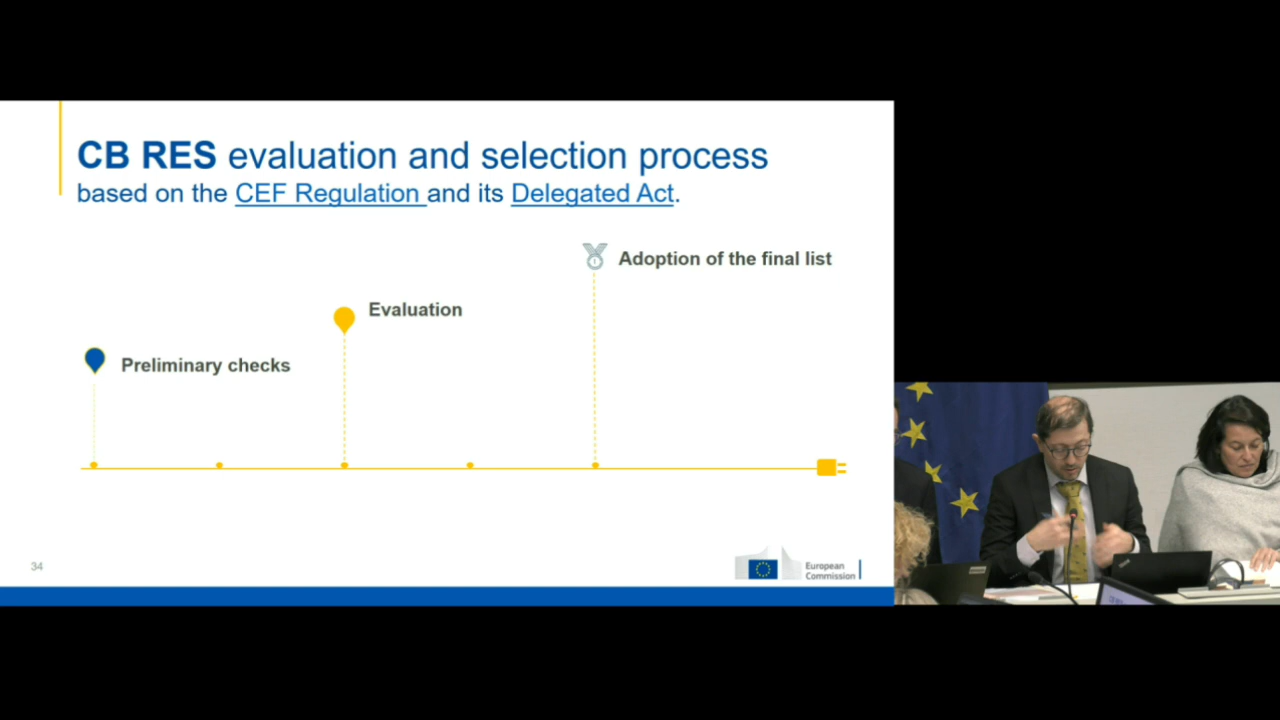 CB RES evaluation and selection process
based on the CEF Regulation and its Delegated Act.
Adoption of the final list
Evaluation
Preliminary checks
34
European
Commission